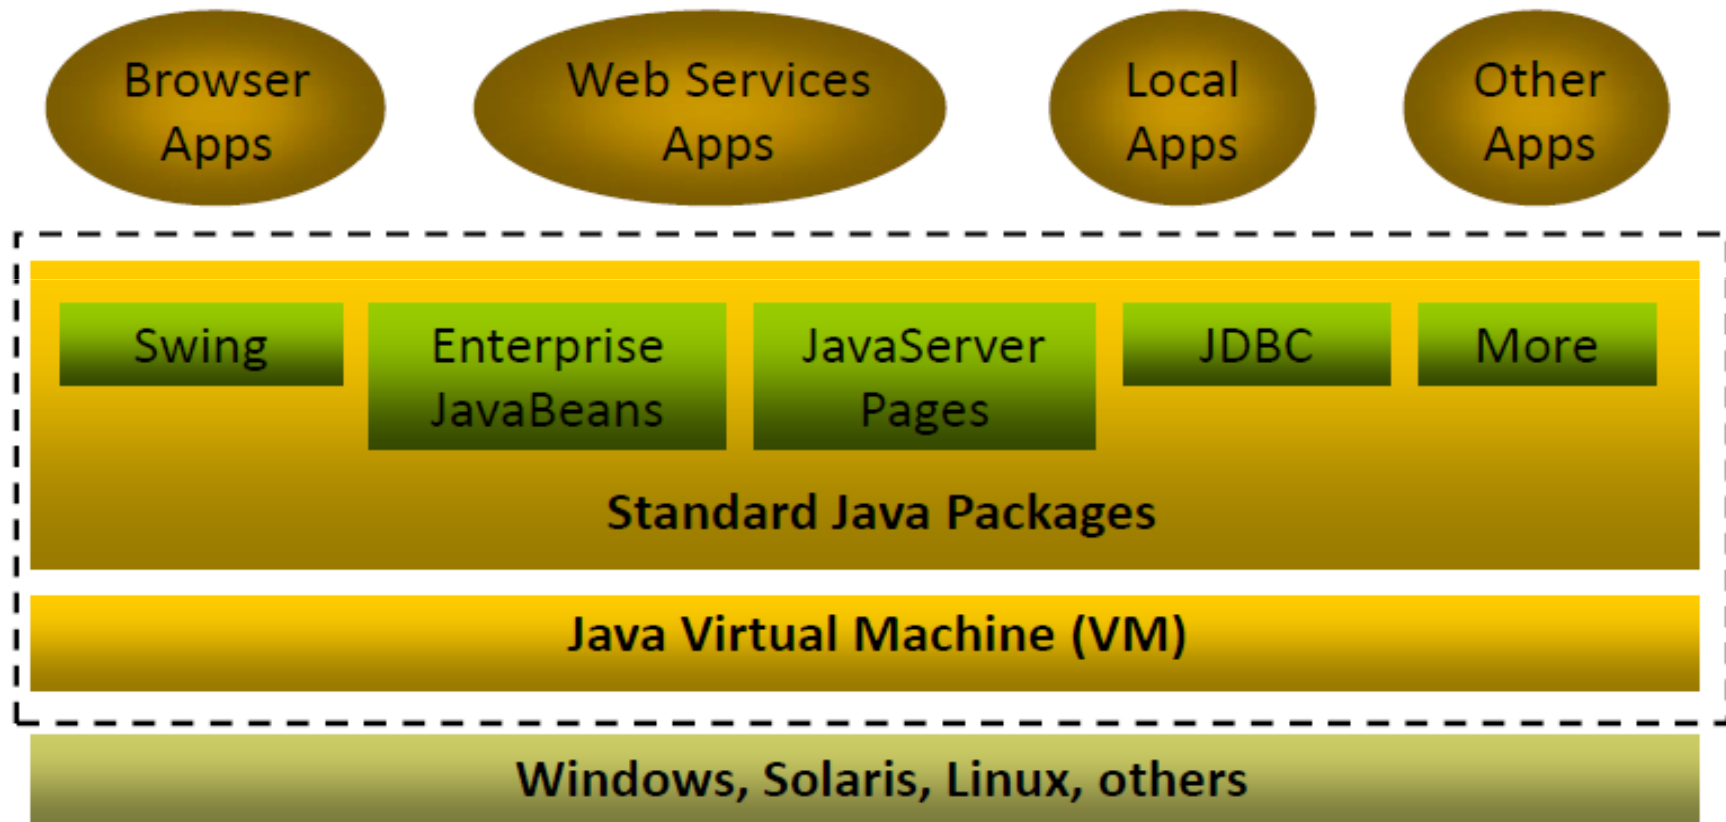 Browser
Apps
Web Services
Apps
Local
Apps
Other
Apps
Swing
Enterprise
JavaBeans
JavaServer
Pages
JDBC
More
Standard Java Packages
Java Virtual Machine (VM)
Windows, Solaris, Linux, others